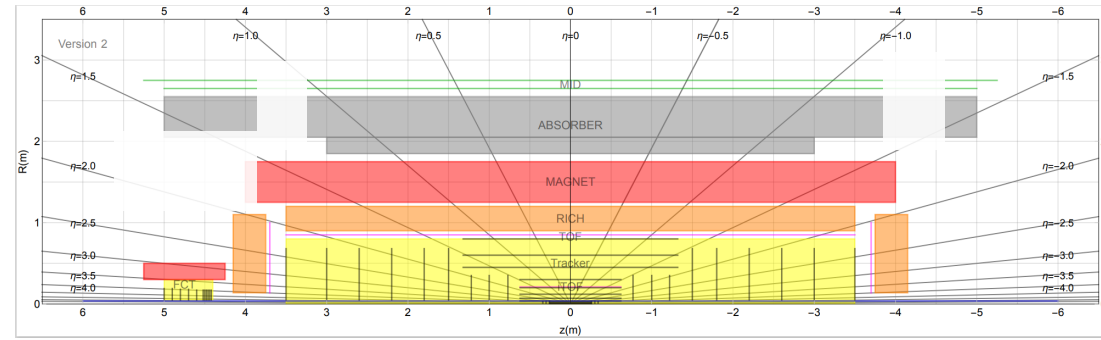 6 5 4 3 2 1 0 −1 −2 −3 −4 −5 −6
Version 2
η=1.0 η=0.5 η=0 η=−0.5 η=−1.0
3
η=1.5 MID η=−1.5
ABSORBER
2
η=2.0 MAGNET η=−2.0
R(m)
RICH
1
η=2.5 TOF η=−2.5
η=3.0 Tracker η=−3.0
η=3.5 FCT iTOF η=−3.5
η=4.0 η=−4.0
0
6 5 4 3 2 1 0 −1 −2 −3 −4 −5 −6
z(m)